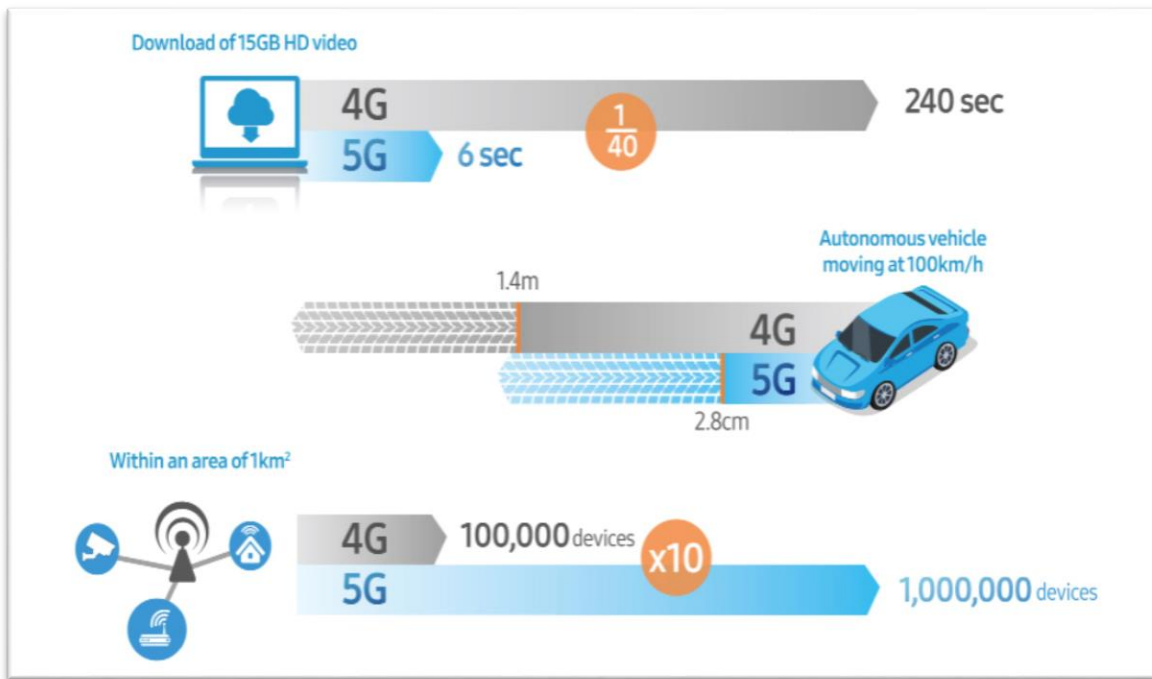 Download of 15GB HD video
4G
240 sec
1
40
5G
6 sec
Autonomous vehicle
moving at 100km/h
1.4m
4G
5G
2.8cm
Within an area of 1km²
4G
100,000 devices
x10
5G
1,000,000 devices